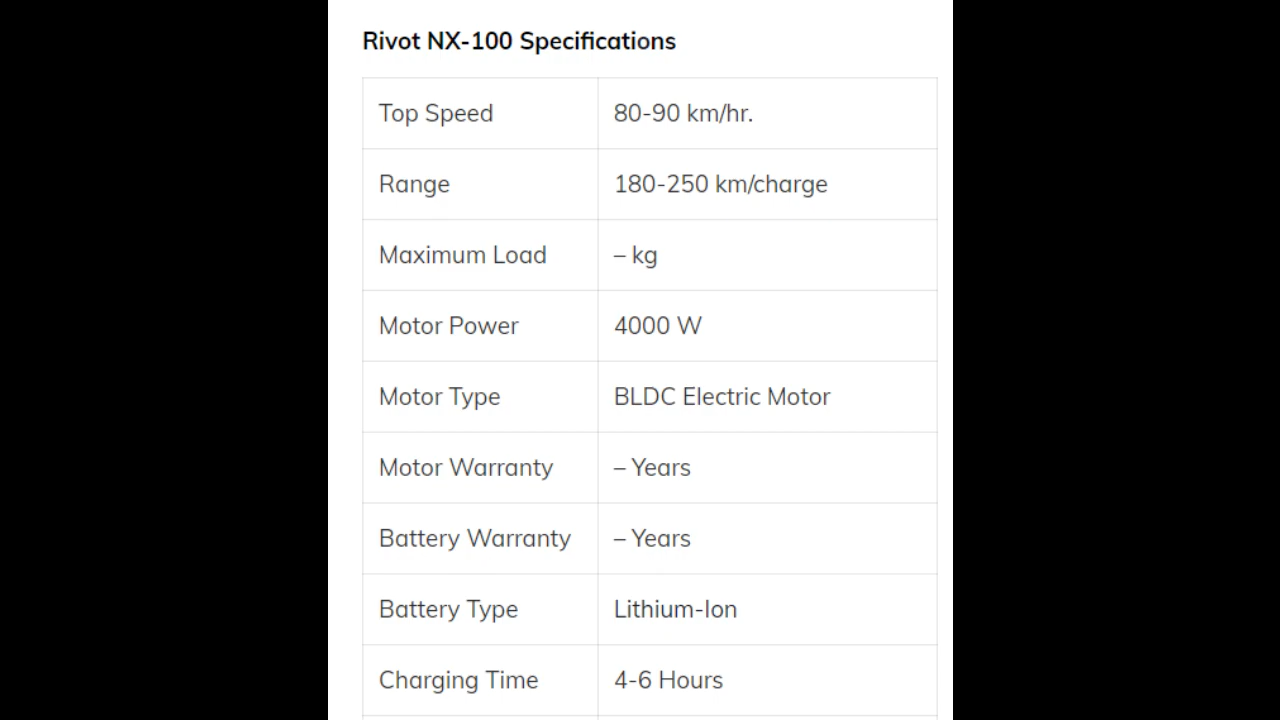 Rivot NX-100 Specifications
Top Speed 80-90 km/hr.
Range 180-250 km/charge
Maximum Load – kg
Motor Power 4000 W
Motor Type BLDC Electric Motor
Motor Warranty – Years
Battery Warranty – Years
Battery Type Lithium-Ion
Charging Time 4-6 Hours